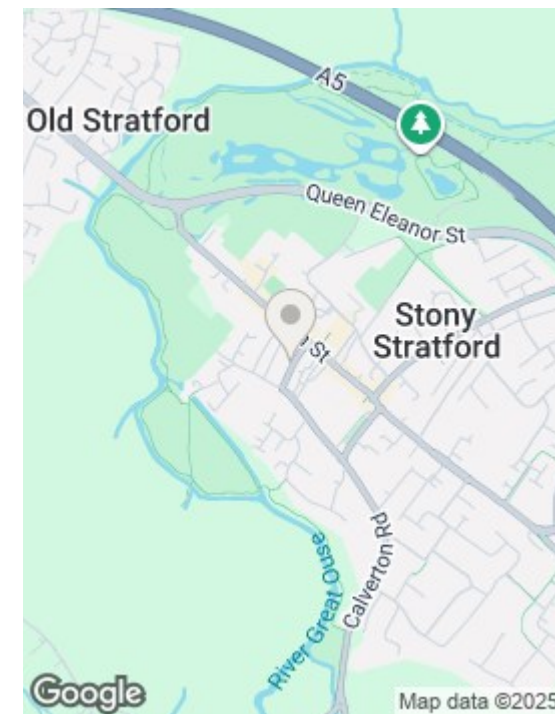 A5
Old Stratford
Queen Eleanor St
Stony
Stratford
St
Calverton Rd
River Great Ouse
Google
Map data ©2025